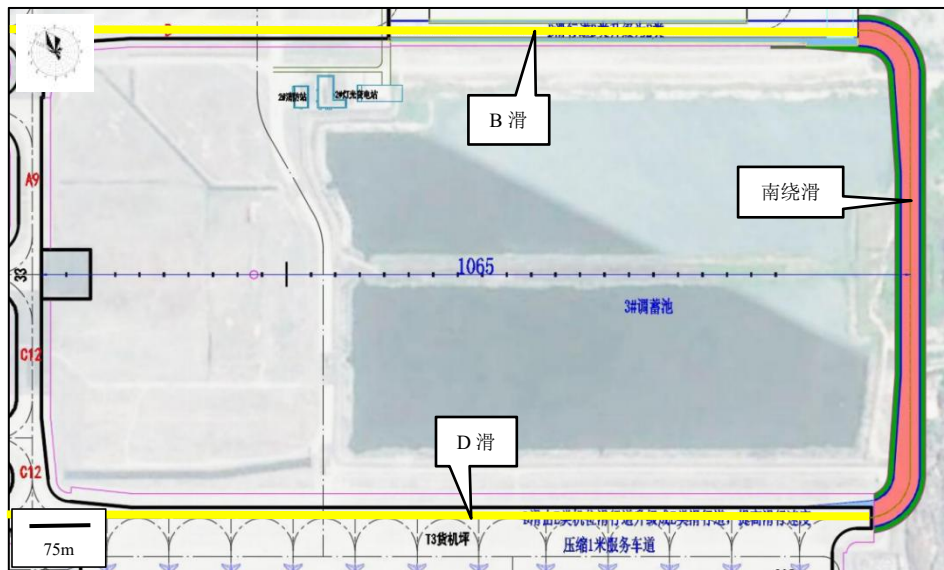 B 滑
2#消防站
2#灯光变电站
A9
南绕滑
33
1065
3#调蓄池
C12
D 滑
C12
75m
T3货机坪
压缩1米服务车道